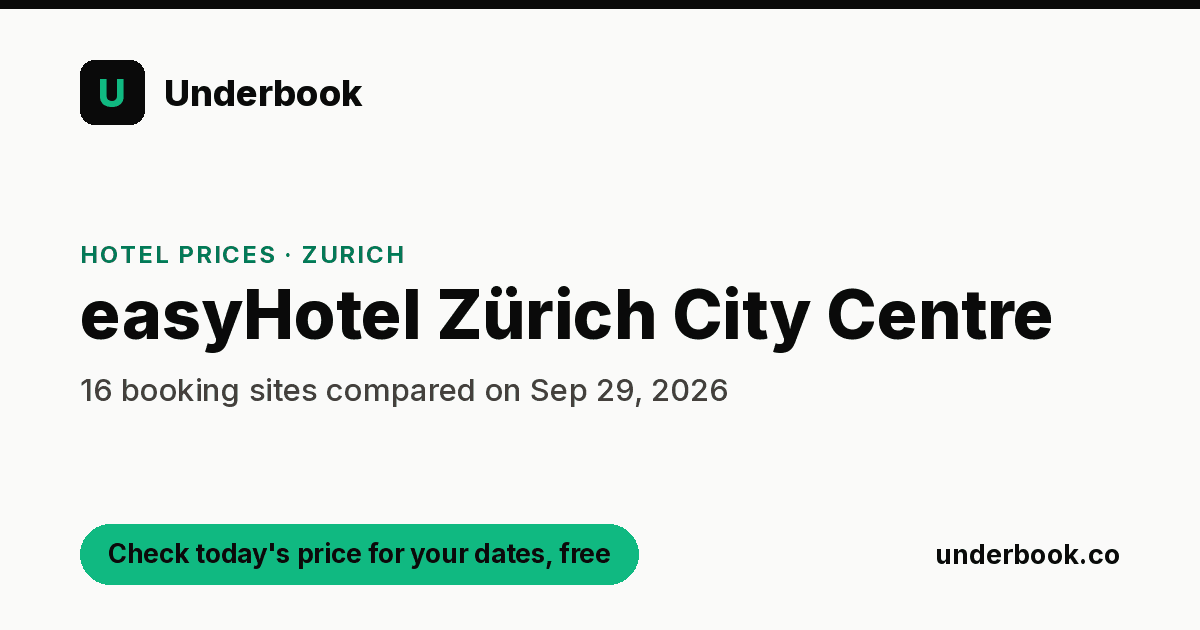 U Underbook
HOTEL PRICES · ZURICH
easyHotel Zürich City Centre
16 booking sites compared on Sep 29, 2026
Check today's price for your dates, free
underbook.co